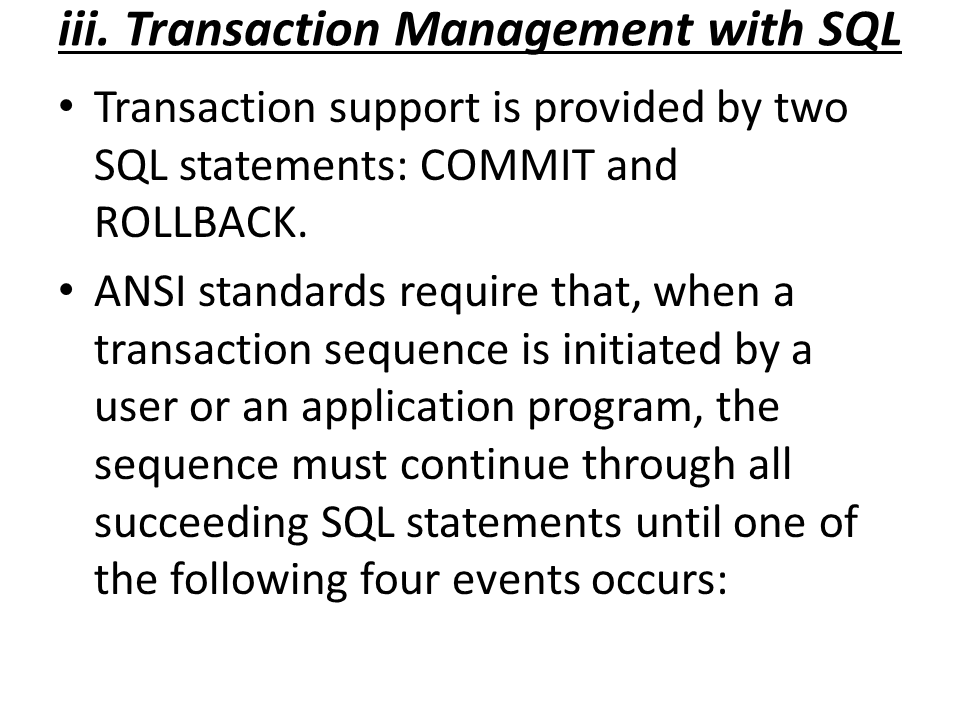 iii. Transaction Management with SQL
• Transaction support is provided by two
SQL statements: COMMIT and
ROLLBACK.
• ANSI standards require that, when a
transaction sequence is initiated by a
user or an application program, the
sequence must continue through all
succeeding SQL statements until one of
the following four events occurs: